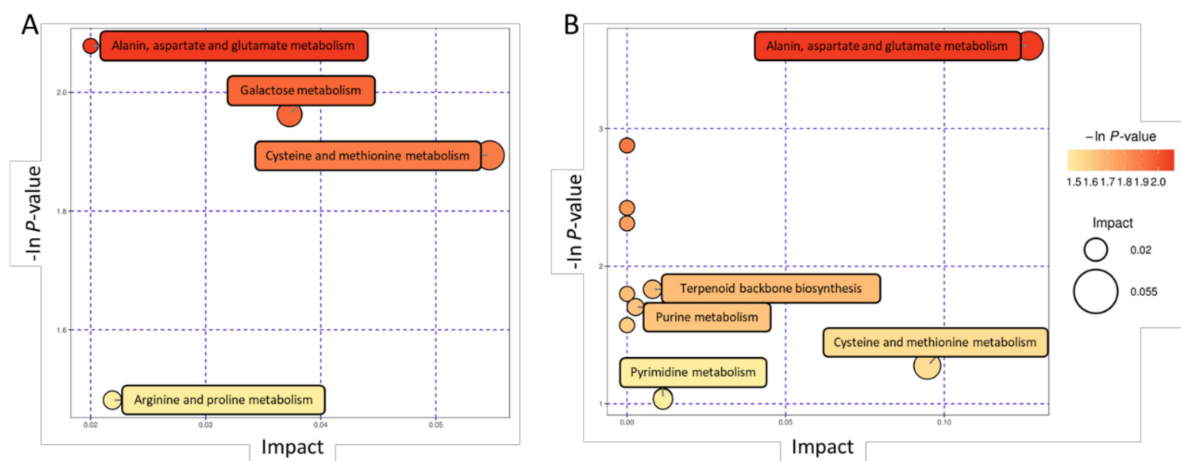 A
Alanin, aspartate and glutamate metabolism
Galactose metabolism
Cysteine and methionine metabolism
Arginine and proline metabolism
2.0
1.8
1.6
-ln P-value
0.02
0.03
0.04
0.05
Impact
B
Alanin, aspartate and glutamate metabolism
Terpenoid backbone biosynthesis
Purine metabolism
Cysteine and methionine metabolism
Pyrimidine metabolism
3
2
1
-ln P-value
0.00
0.05
0.10
Impact
−ln P-value
1.5 1.6 1.7 1.8 1.9 2.0
Impact
0.02
0.055